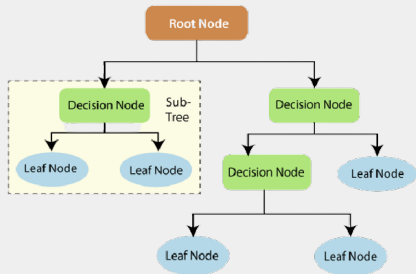 Root Node
Decision Node
Sub-
Tree
Decision Node
Leaf Node
Leaf Node
Decision Node
Leaf Node
Leaf Node
Leaf Node